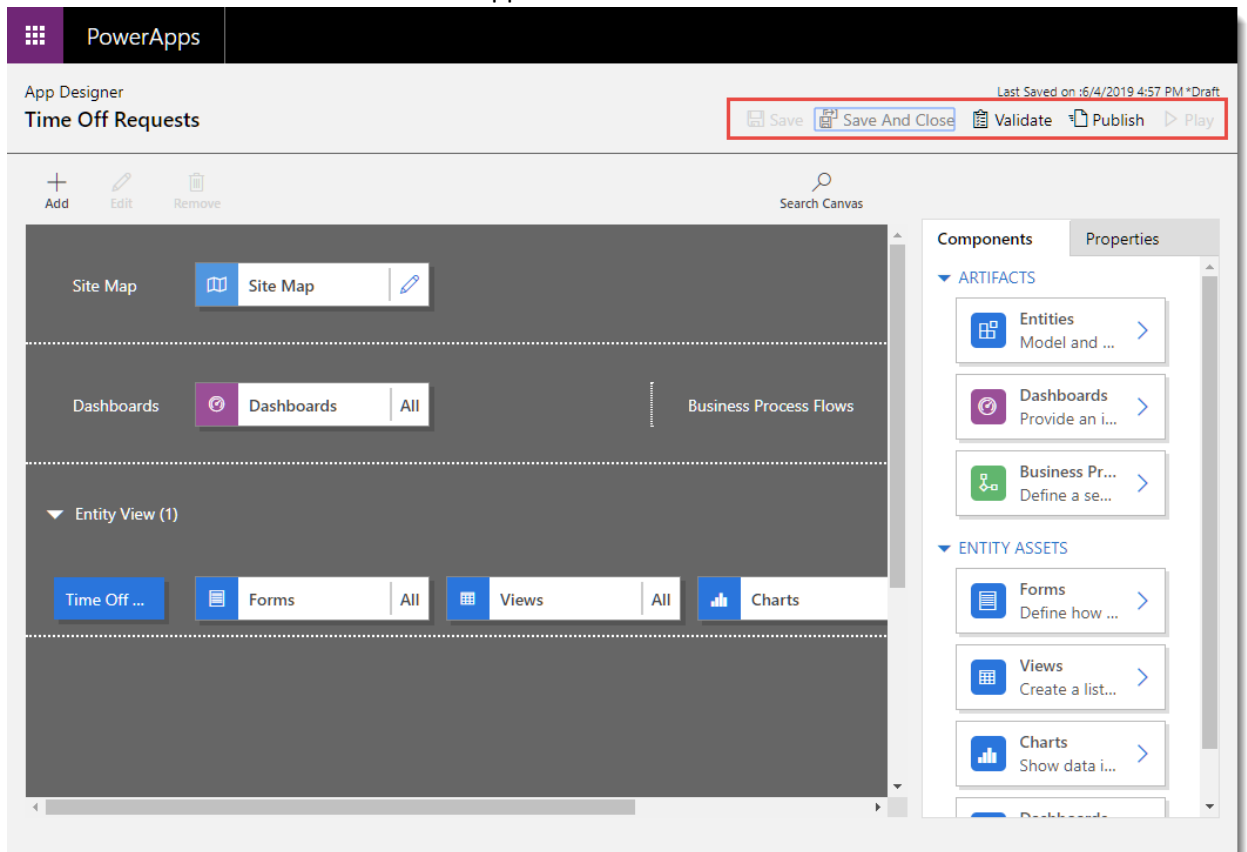 PowerApps
App Designer
Time Off Requests
Last Saved on :6/4/2019 4:57 PM *Draft
Save Save And Close Validate Publish Play
Add Edit Remove Search Canvas
Site Map Site Map
Dashboards Dashboards All Business Process Flows
Entity View (1)
Time Off ... Forms All Views All Charts
Components Properties
ARTIFACTS
Entities
Model and ...
Dashboards
Provide an i...
Business Pr...
Define a se...
ENTITY ASSETS
Forms
Define how ...
Views
Create a list...
Charts
Show data i...
Dashboards